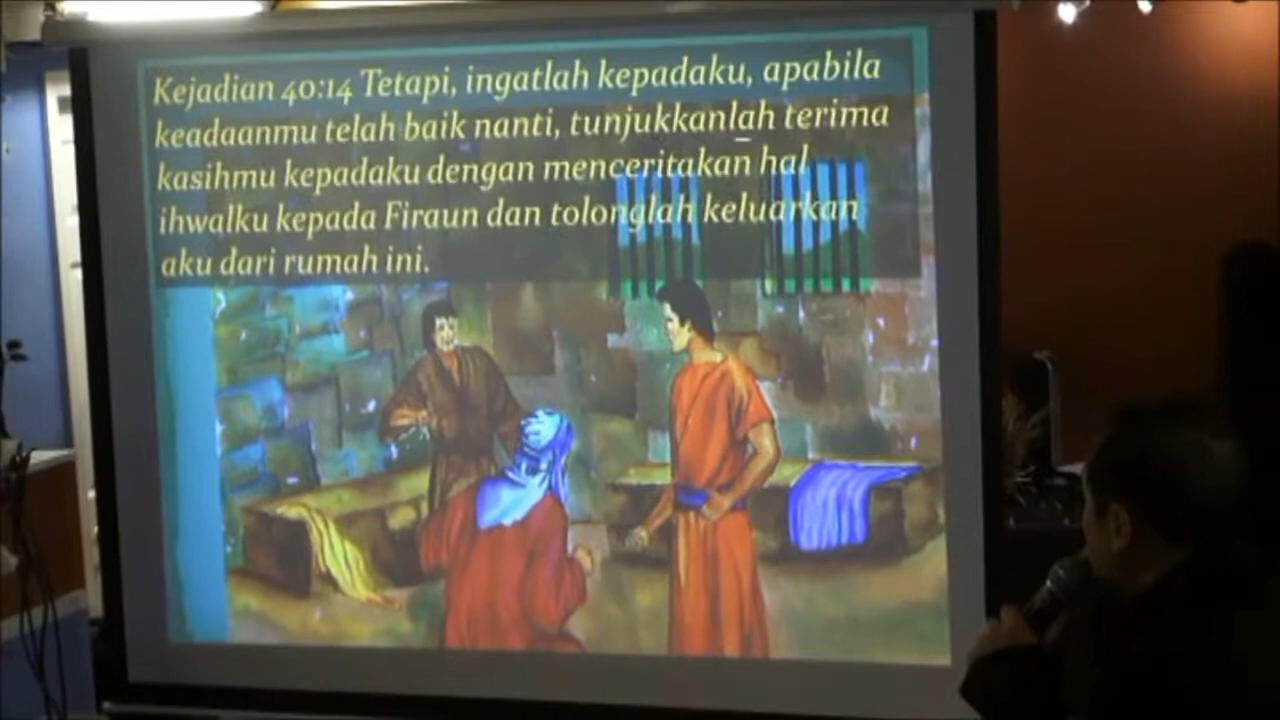 Kejadian 40:14 Tetapi, ingatlah kepadaku, apabila
keadaanmu telah baik nanti, tunjukkanlah terima
kasihmu kepadaku dengan menceritakan hal
ihwalku kepada Firaun dan tolonglah keluarkan
aku dari rumah ini.